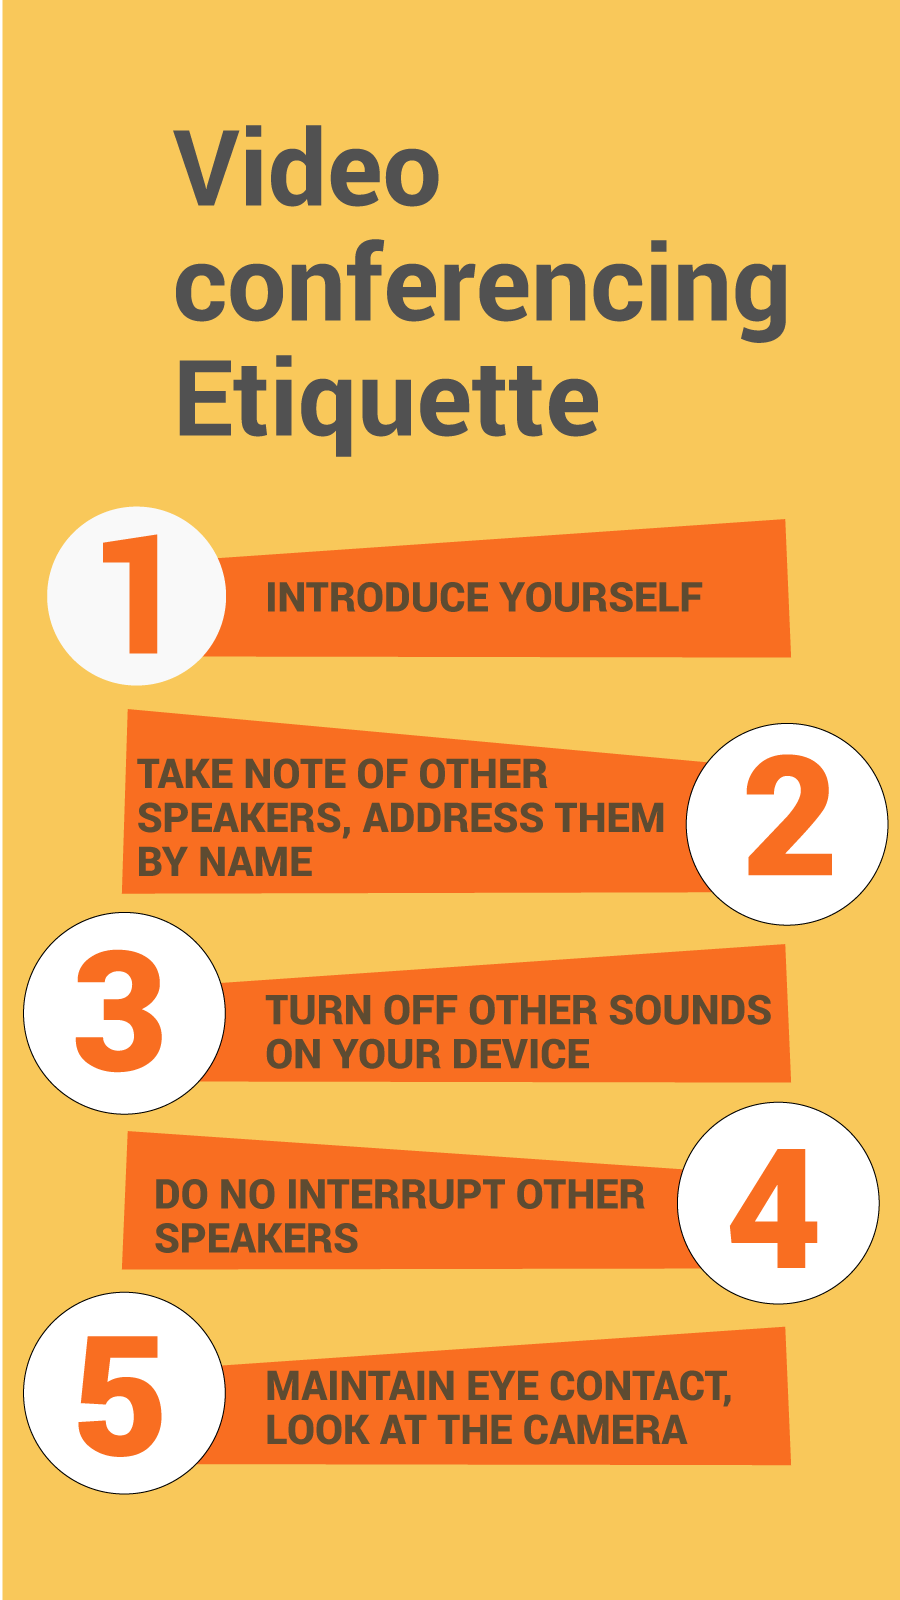 Video
conferencing
Etiquette
1
INTRODUCE YOURSELF
TAKE NOTE OF OTHER
SPEAKERS, ADDRESS THEM
BY NAME
2
3
TURN OFF OTHER SOUNDS
ON YOUR DEVICE
DO NO INTERRUPT OTHER
SPEAKERS
4
5
MAINTAIN EYE CONTACT,
LOOK AT THE CAMERA